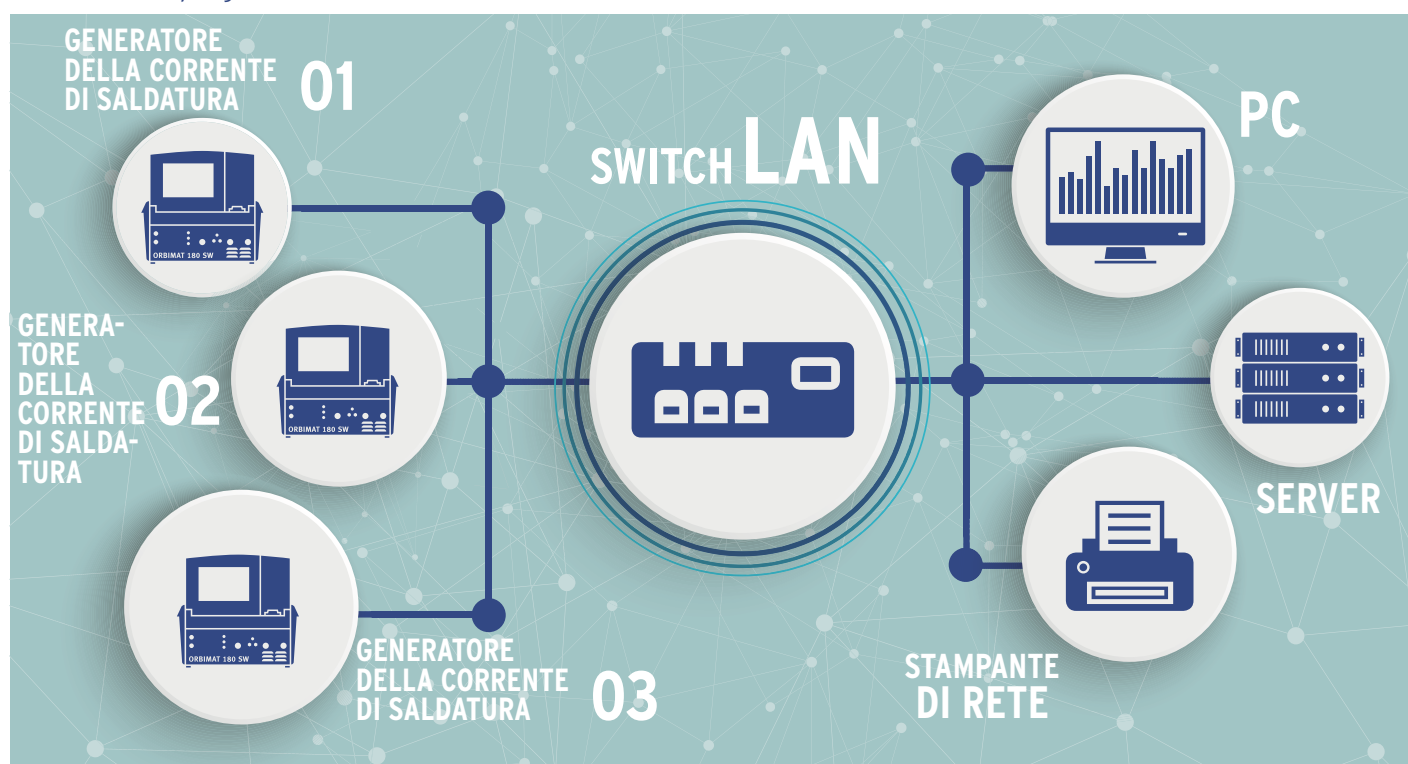 GENERATORE
DELLA CORRENTE
DI SALDATURA
01
ORBIMAT 180 SW
GENERA-
TORE
DELLA
CORRENTE
DI SALDA-
TURA
02
ORBIMAT 180 SW
ORBIMAT 180 SW
GENERATORE
DELLA CORRENTE
DI SALDATURA
03
SWITCH LAN
PC
SERVER
STAMPANTE
DI RETE